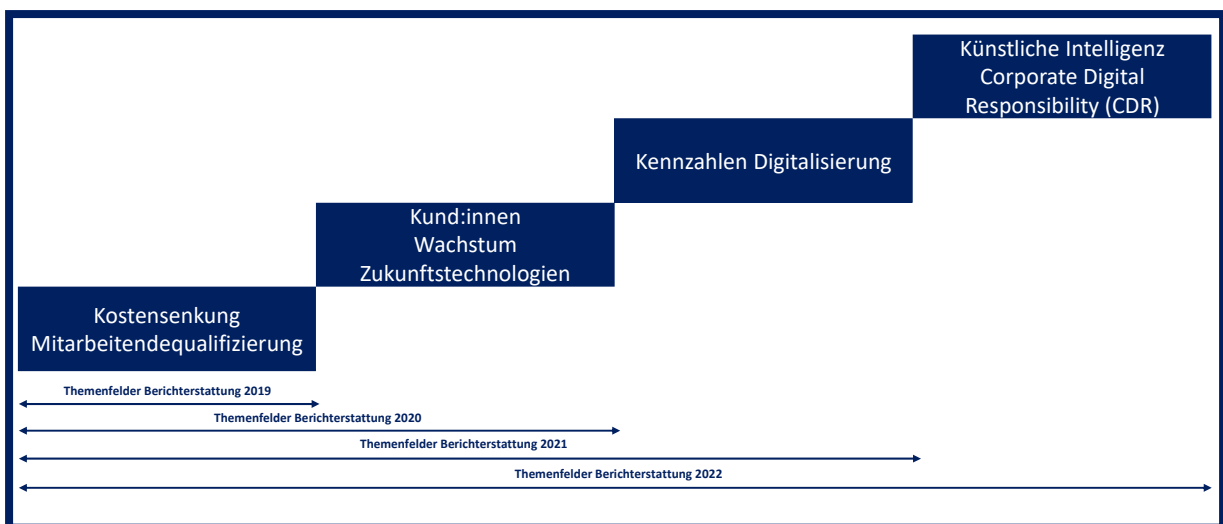 Künstliche Intelligenz
Corporate Digital
Responsibility (CDR)
Kennzahlen Digitalisierung
Kund:innen
Wachstum
Zukunftstechnologien
Kostensenkung
Mitarbeitendequalifizierung
Themenfelder Berichterstattung 2019
Themenfelder Berichterstattung 2020
Themenfelder Berichterstattung 2021
Themenfelder Berichterstattung 2022